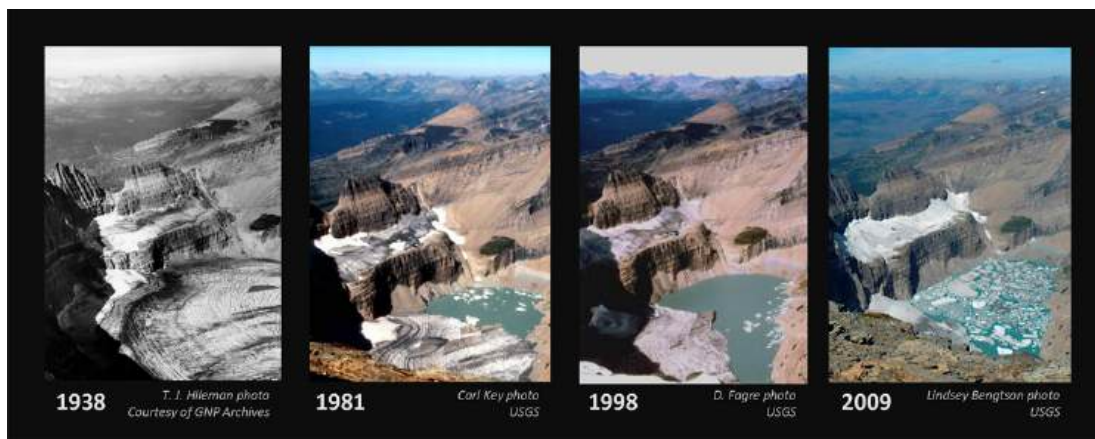 1938
T. J. Hileman photo
Courtesy of GNP Archives
1981
Carl Key photo
USGS
1998
D. Fagre photo
USGS
2009
Lindsey Bengtson photo
USGS